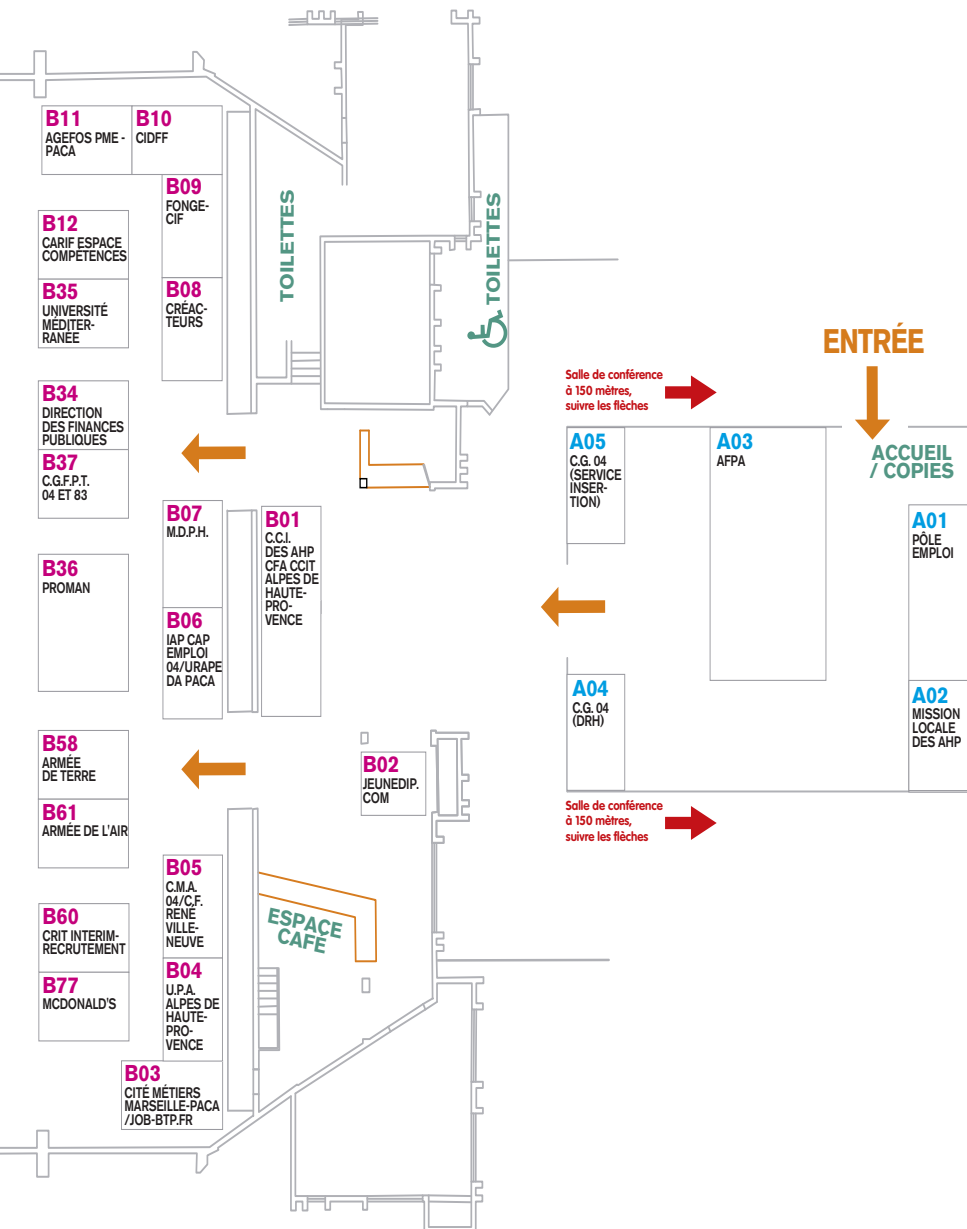 B11
AGEFOS PME -
PACA
B10
CIDFF
B09
FONGE-
CIF
B12
CARIF ESPACE
COMPÉTENCES
B35
UNIVERSITÉ
MÉDITER-
RANÉE
B08
CRÉAC-
TEURS
TOILETTES
TOILETTES
B34
DIRECTION
DES FINANCES
PUBLIQUES
B37
C.G.F.P.T.
04 ET 83
B07
M.D.P.H.
B01
C.C.I.
DES AHP
CFA CCIT
ALPES DE
HAUTE-
PRO-
VENCE
B36
PROMAN
B06
IAP CAP
EMPLOI
04/URAPE
DA PACA
B58
ARMÉE
DE TERRE
B61
ARMÉE DE L'AIR
B02
JEUNEDIP.
COM
B05
C.M.A.
04/C.F.
RENÉ
VILLE-
NEUVE
ESPACE
CAFÉ
B60
CRIT INTERIM-
RECRUTEMENT
B77
MCDONALD'S
B04
U.P.A.
ALPES DE
HAUTE-
PRO-
VENCE
B03
CITÉ MÉTIERS
MARSEILLE-PACA
/JOB-BTP.FR
ENTRÉE
Salle de conférence
à 150 mètres,
suivre les flèches
A05
C.G. 04
(SERVICE
INSER-
TION)
A03
AFPA
ACCUEIL
/ COPIES
A01
PÔLE
EMPLOI
A04
C.G. 04
(DRH)
A02
MISSION
LOCALE
DES AHP
Salle de conférence
à 150 mètres,
suivre les flèches